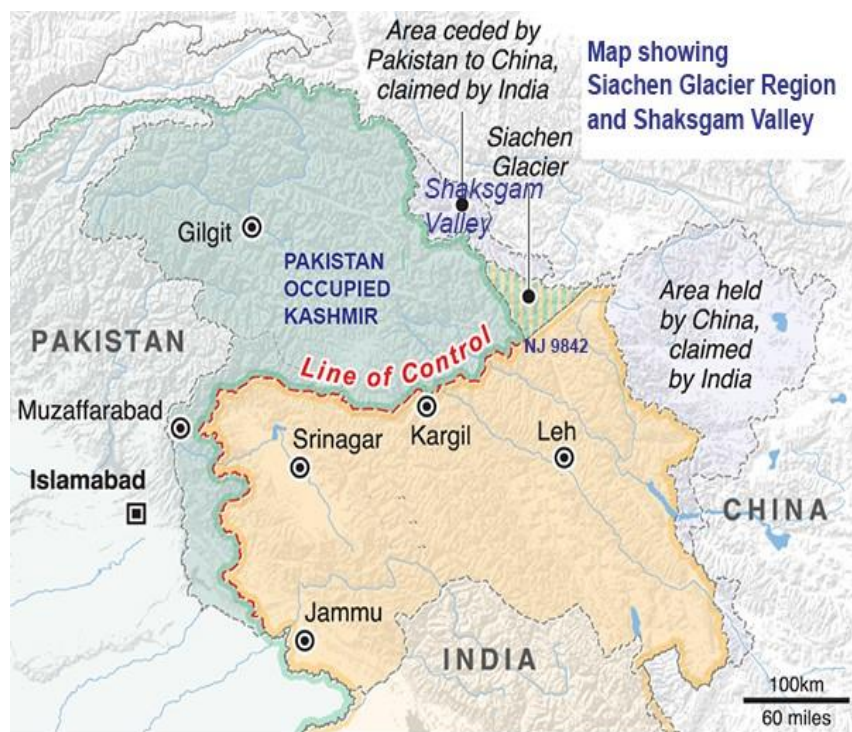 Area ceded by
Pakistan to China,
claimed by India
Map showing
Siachen Glacier Region
and Shaksgam Valley
Siachen
Glacier
Shaksgam
Valley
Gilgit
PAKISTAN
OCCUPIED
KASHMIR
Area held
by China,
claimed
by India
PAKISTAN
Line of Control
NJ 9842
Muzaffarabad
Srinagar
Kargil
Leh
Islamabad
CHINA
Jammu
INDIA
100km
60 miles